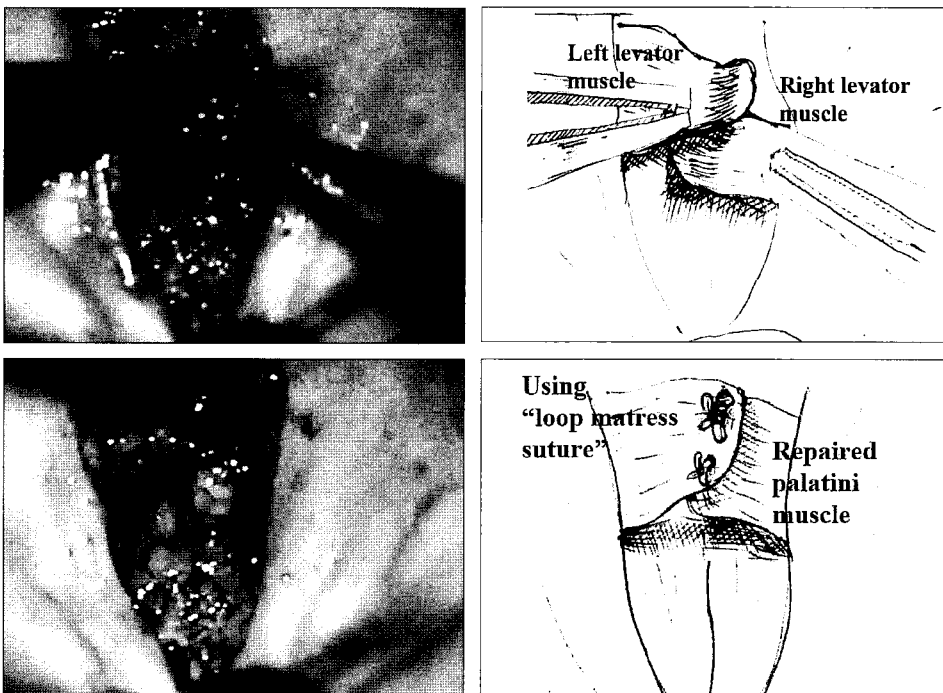 Left levator
muscle
Right levator
muscle
Using
“loop matress
suture”
Repaired
palatini
muscle